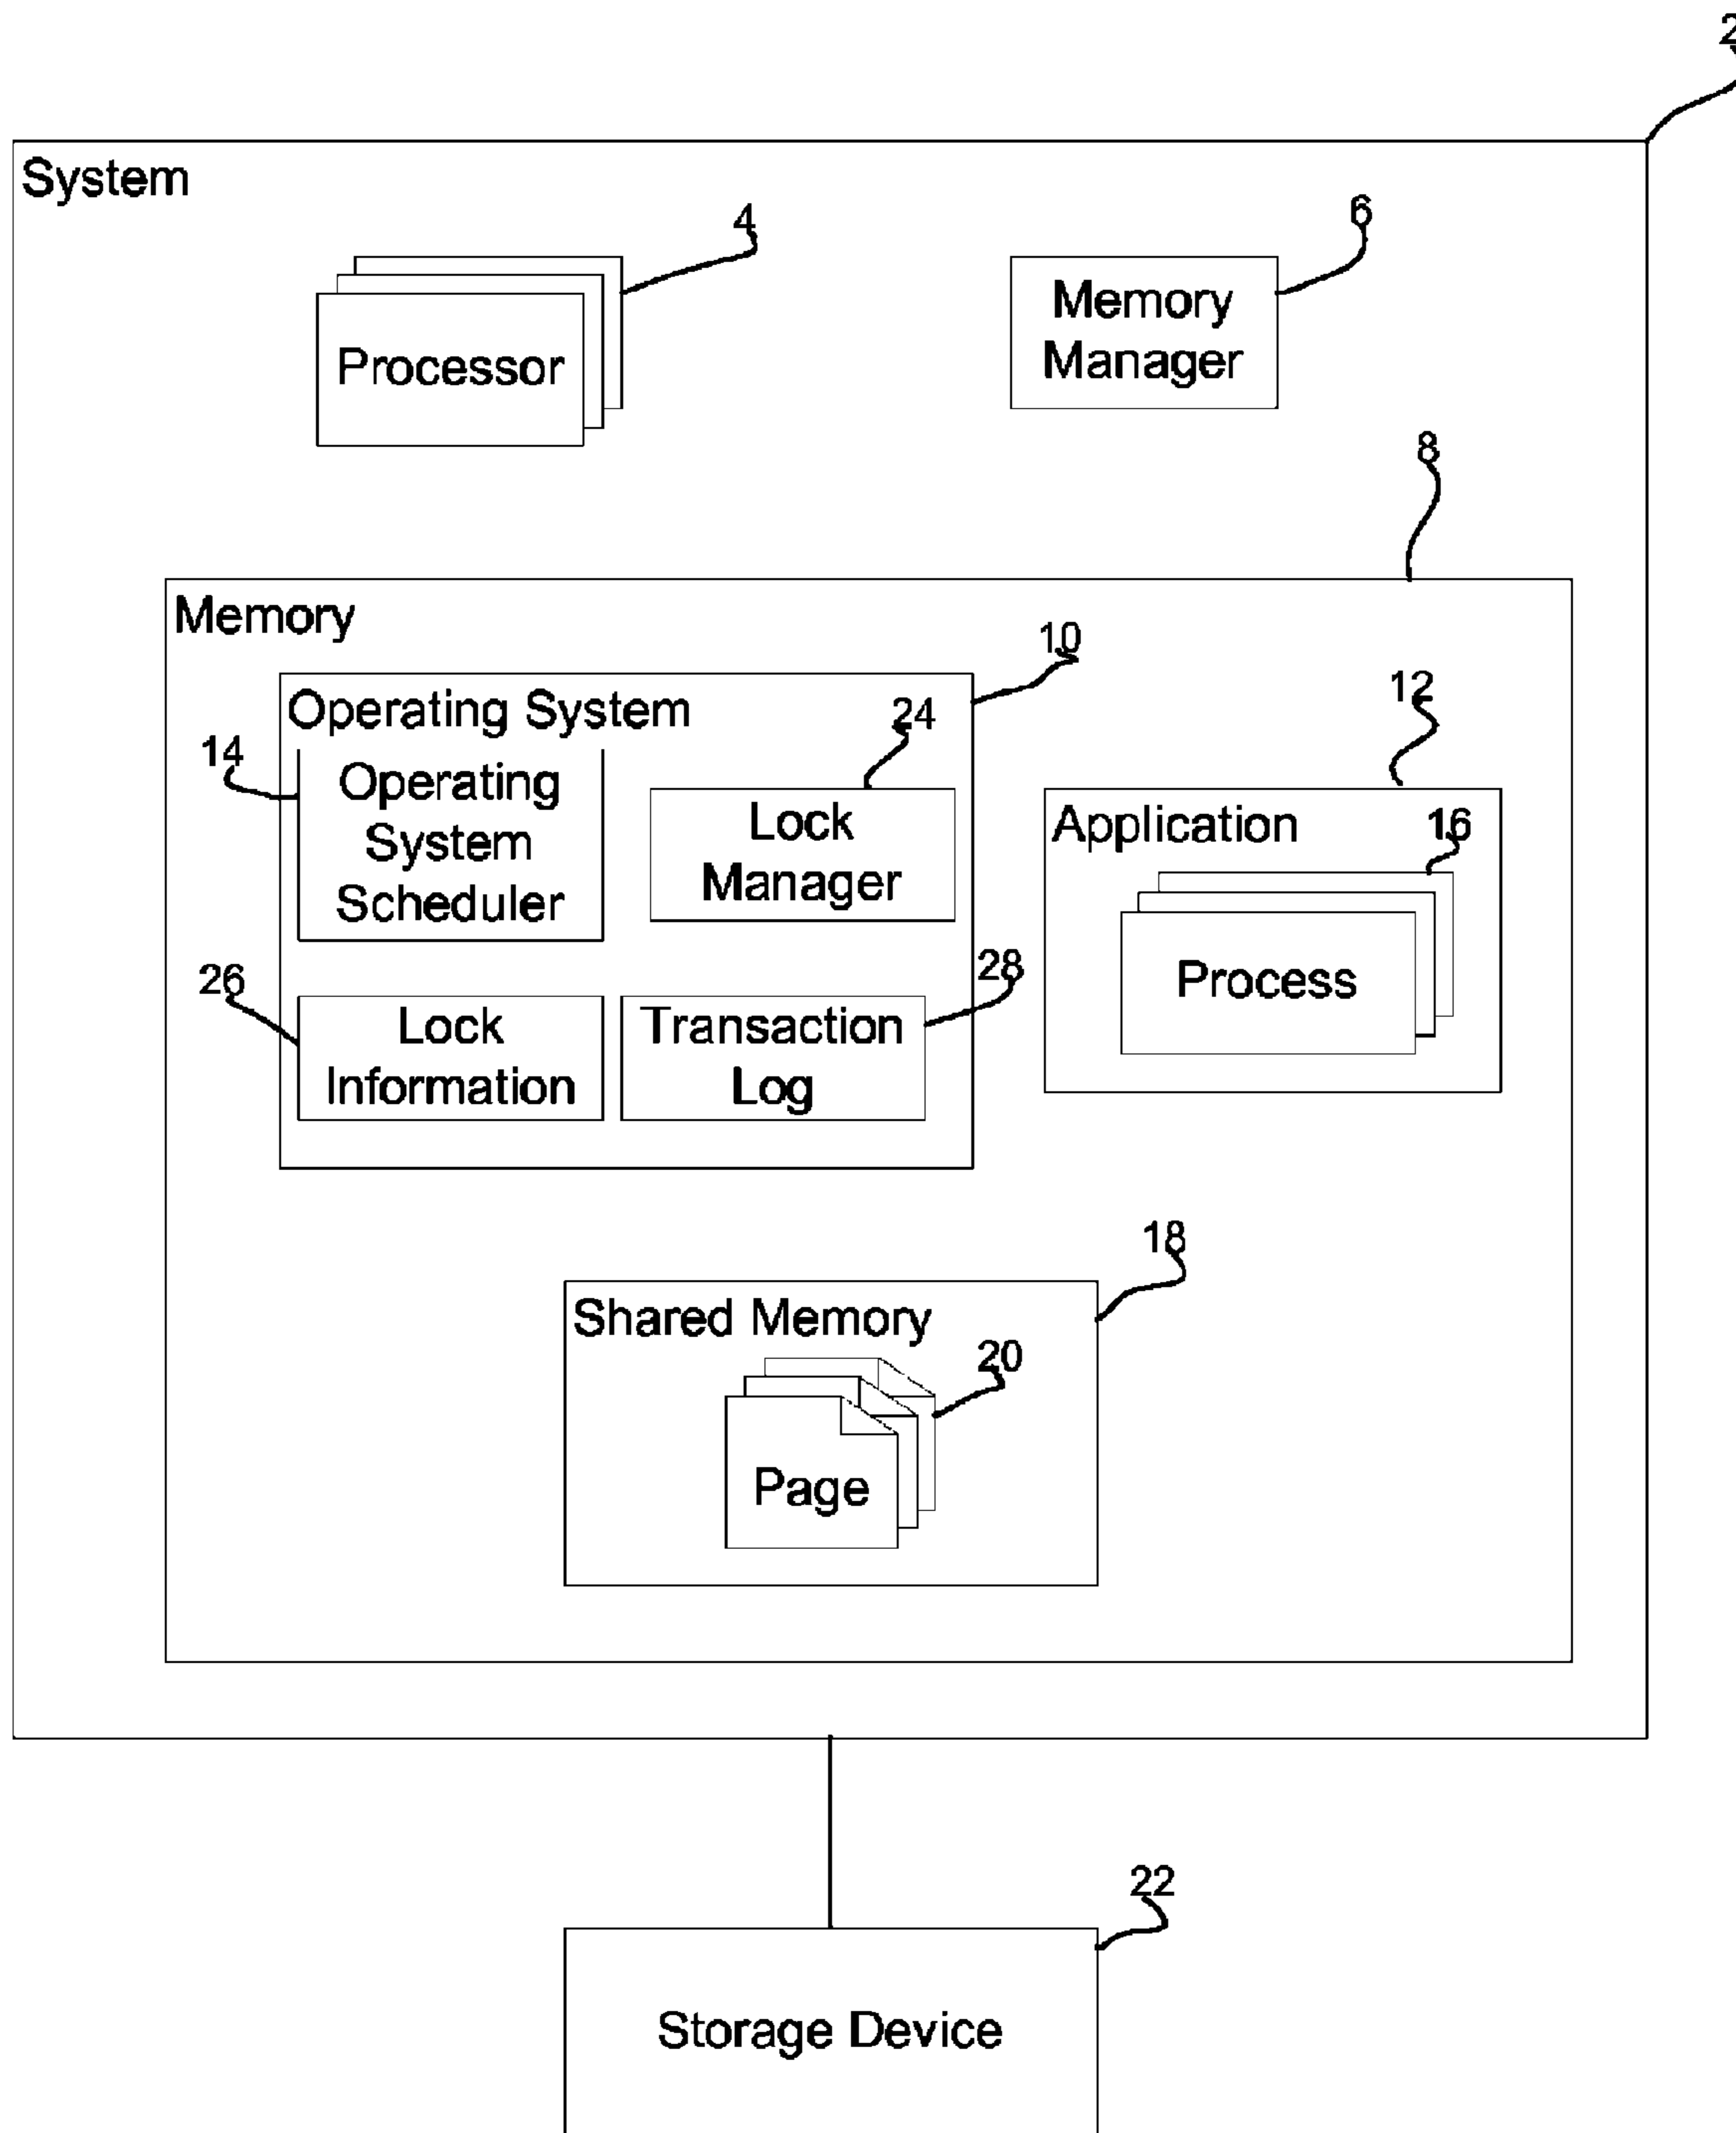 2
System
4
6
Processor
Memory
Manager
8
Memory
10
Operating System
24
12
14
Operating
System
Scheduler
Lock
Manager
Application
16
Process
26
28
Lock
Information
Transaction
Log
18
Shared Memory
20
Page
22
Storage Device